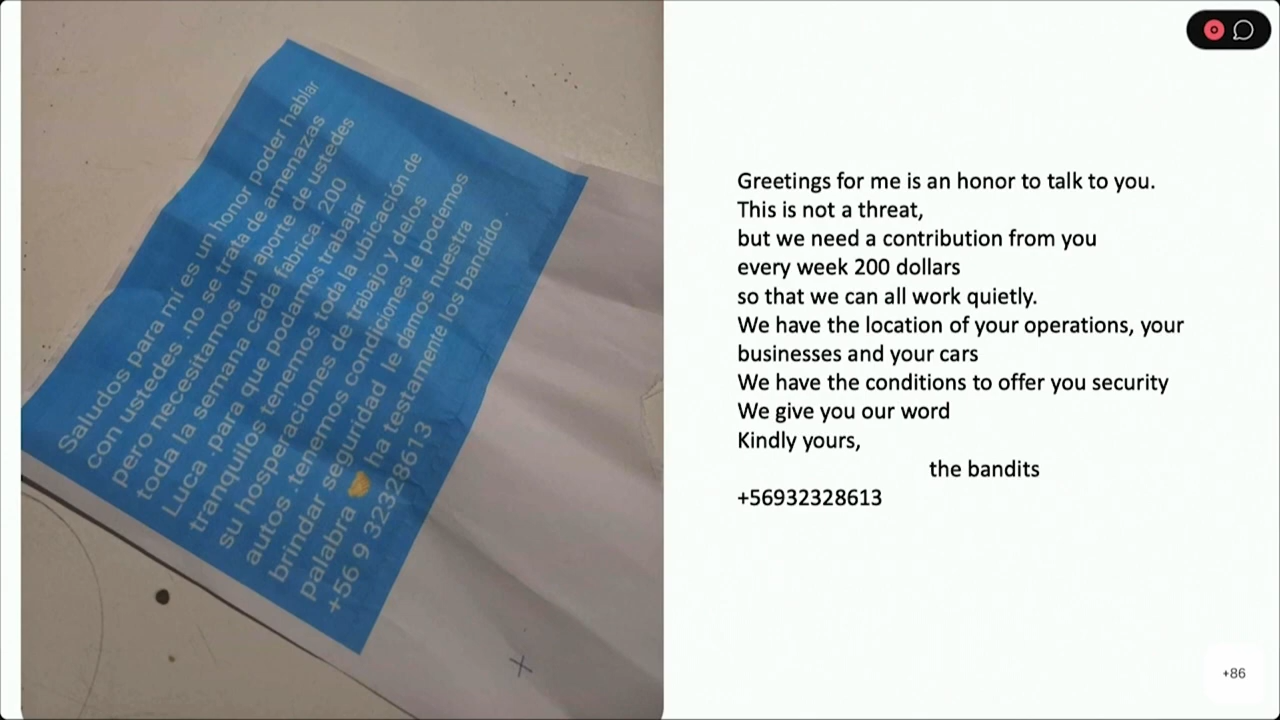 Saludos para mí es un honor poder hablar
con ustedes .no se trata de amenazas
pero necesitamos un aporte de ustedes
toda la semana cada fabrica 200
Luca .para que podamos trabajar
tranquilos tenemos toda la ubicación de
su hosperaciones de trabajo y delos
autos .tenemos condiciones le podemos
brindar seguridad le damos nuestra
palabra 🤝 ha testamente los bandido .
+56 9 32328613
Greetings for me is an honor to talk to you.
This is not a threat,
but we need a contribution from you
every week 200 dollars
so that we can all work quietly.
We have the location of your operations, your
businesses and your cars
We have the conditions to offer you security
We give you our word
Kindly yours,
the bandits
+56932328613
+86